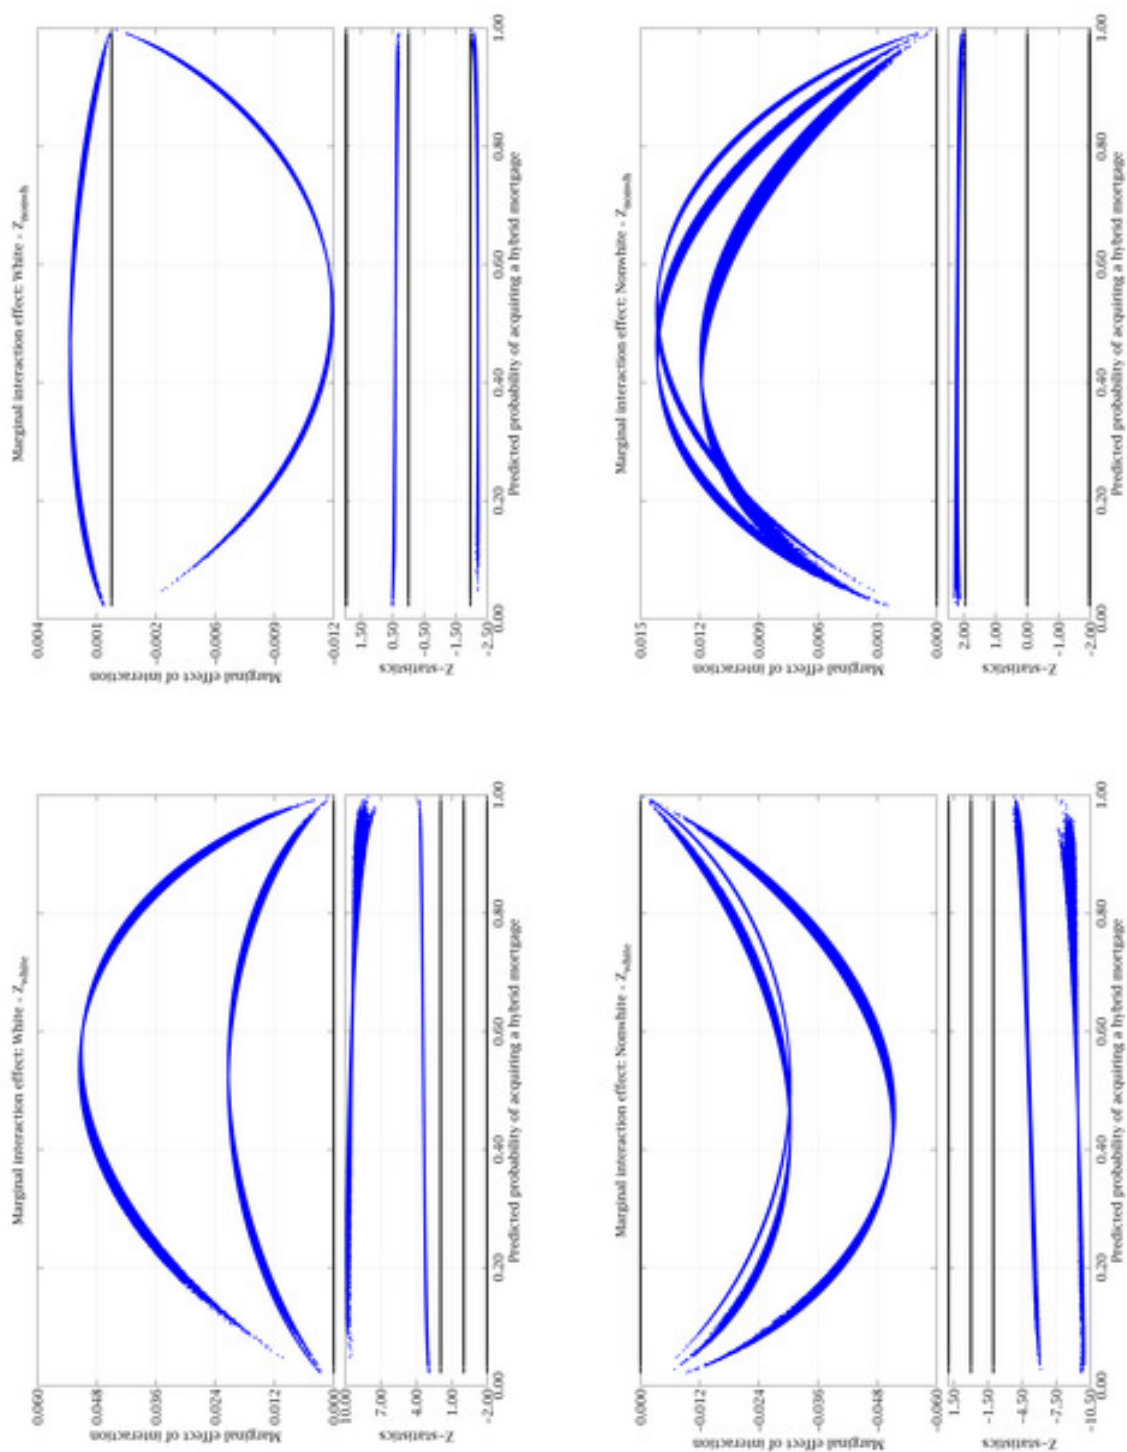 Marginal interaction effect: White - Z_white
Marginal effect of interaction
0.060
0.048
0.036
0.024
0.012
0.000
Z-statistics
10.00
7.00
4.00
1.00
-2.00
0.00 0.20 0.40 0.60 0.80 1.00
Predicted probability of acquiring a hybrid mortgage
Marginal interaction effect: White - Z_nonwh
Marginal effect of interaction
0.004
0.001
-0.002
-0.006
-0.009
-0.012
Z-statistics
1.50
0.50
-0.50
-1.50
-2.50
0.00 0.20 0.40 0.60 0.80 1.00
Predicted probability of acquiring a hybrid mortgage
Marginal interaction effect: Nonwhite - Z_white
Marginal effect of interaction
0.000
-0.012
-0.024
-0.036
-0.048
-0.060
Z-statistics
1.50
-1.50
-4.50
-7.50
-10.50
0.00 0.20 0.40 0.60 0.80 1.00
Predicted probability of acquiring a hybrid mortgage
Marginal interaction effect: Nonwhite - Z_nonwh
Marginal effect of interaction
0.015
0.012
0.009
0.006
0.003
0.000
Z-statistics
2.00
1.00
0.00
-1.00
-2.00
0.00 0.20 0.40 0.60 0.80 1.00
Predicted probability of acquiring a hybrid mortgage